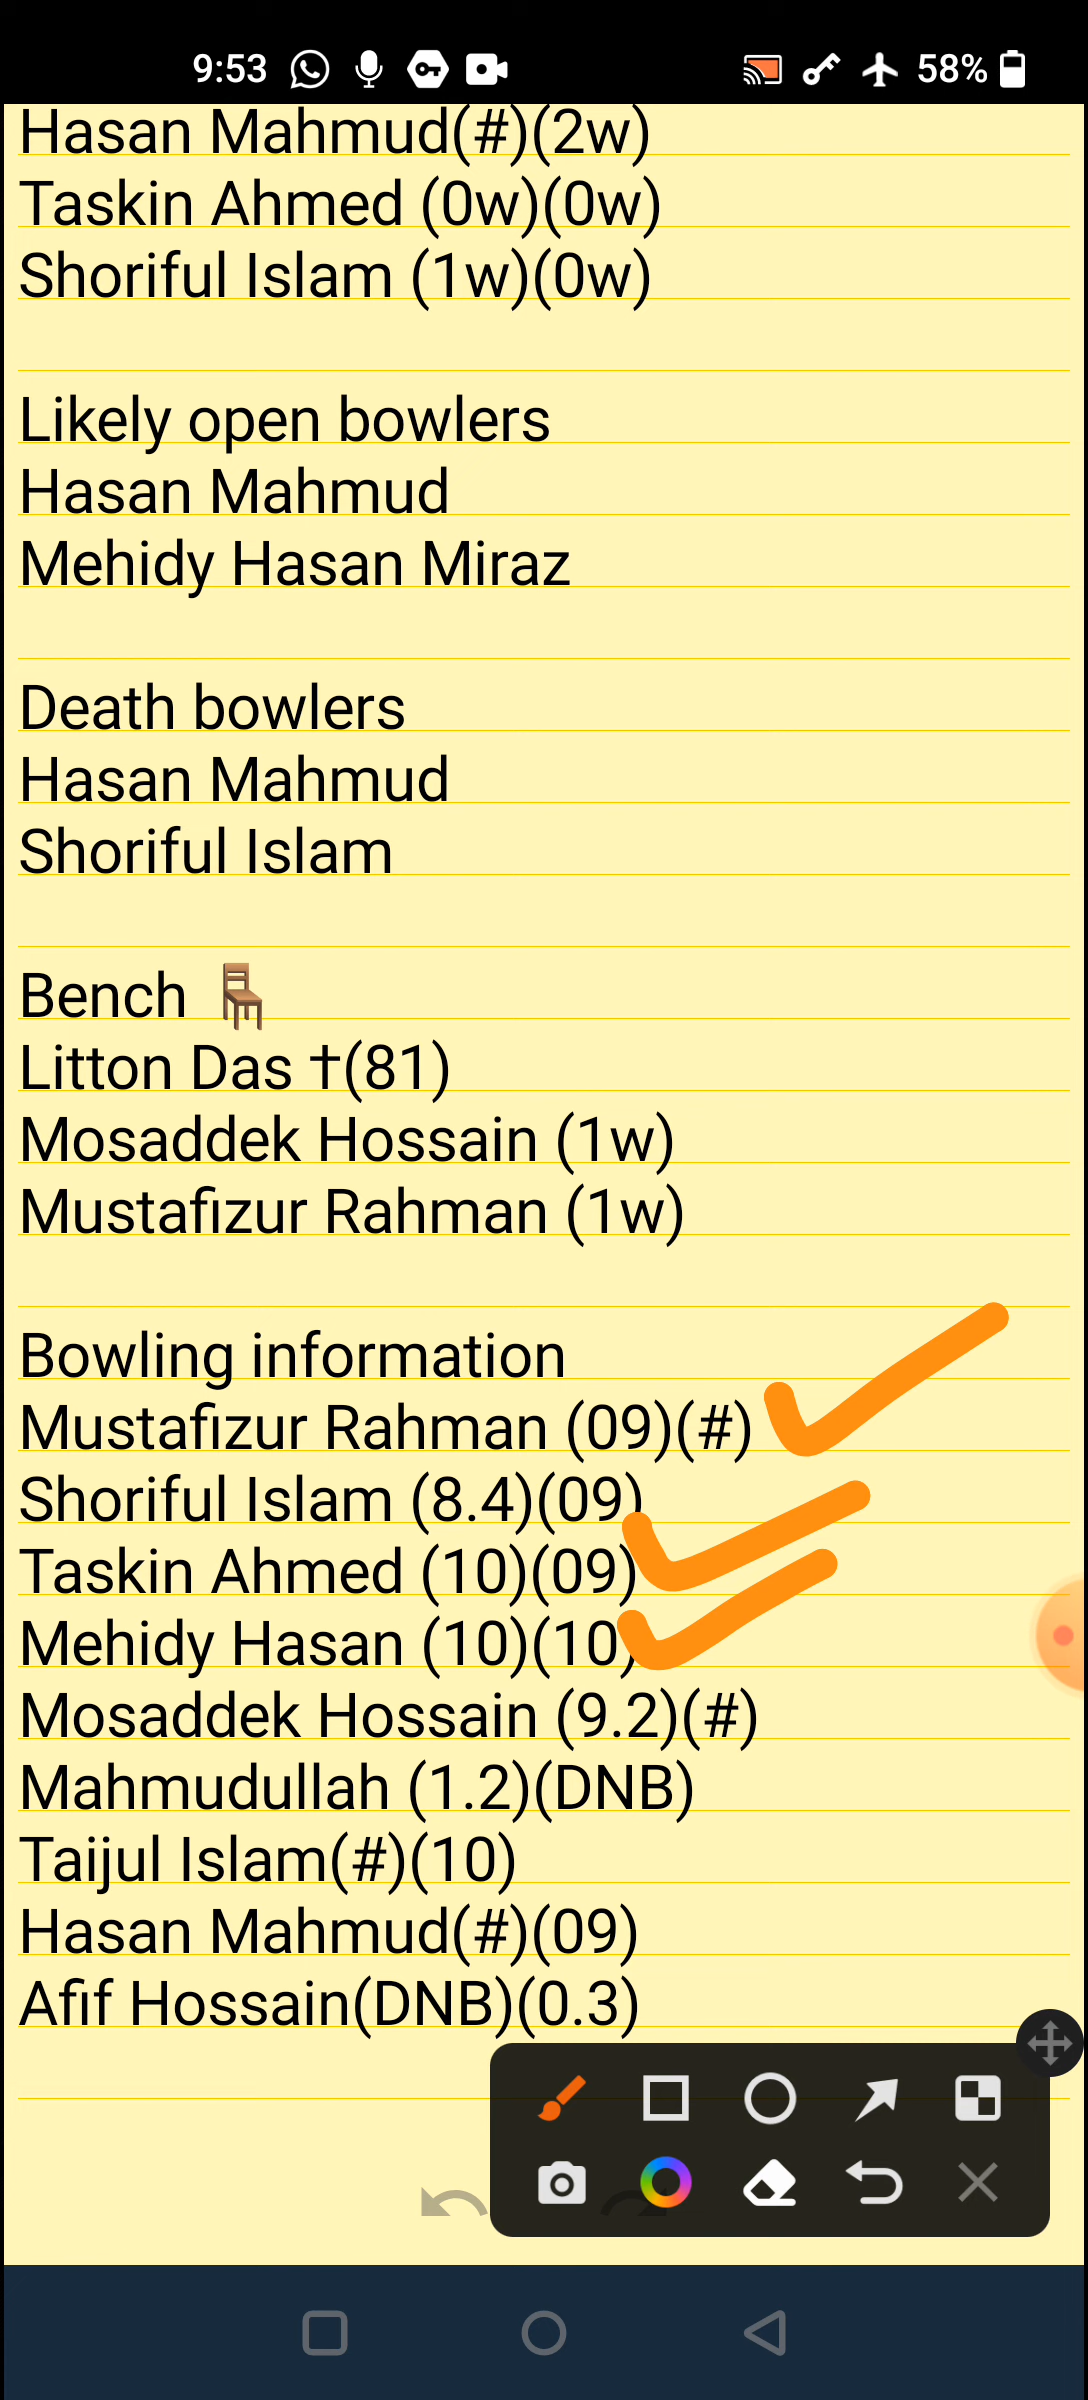 9:53 58%
Hasan Mahmud(#)(2w)
Taskin Ahmed (0w)(0w)
Shoriful Islam (1w)(0w)
Likely open bowlers
Hasan Mahmud
Mehidy Hasan Miraz
Death bowlers
Hasan Mahmud
Shoriful Islam
Bench 🪑
Litton Das †(81)
Mosaddek Hossain (1w)
Mustafizur Rahman (1w)
Bowling information
Mustafizur Rahman (09)(#)
Shoriful Islam (8.4)(09)
Taskin Ahmed (10)(09)
Mehidy Hasan (10)(10)
Mosaddek Hossain (9.2)(#)
Mahmudullah (1.2)(DNB)
Taijul Islam(#)(10)
Hasan Mahmud(#)(09)
Afif Hossain(DNB)(0.3)